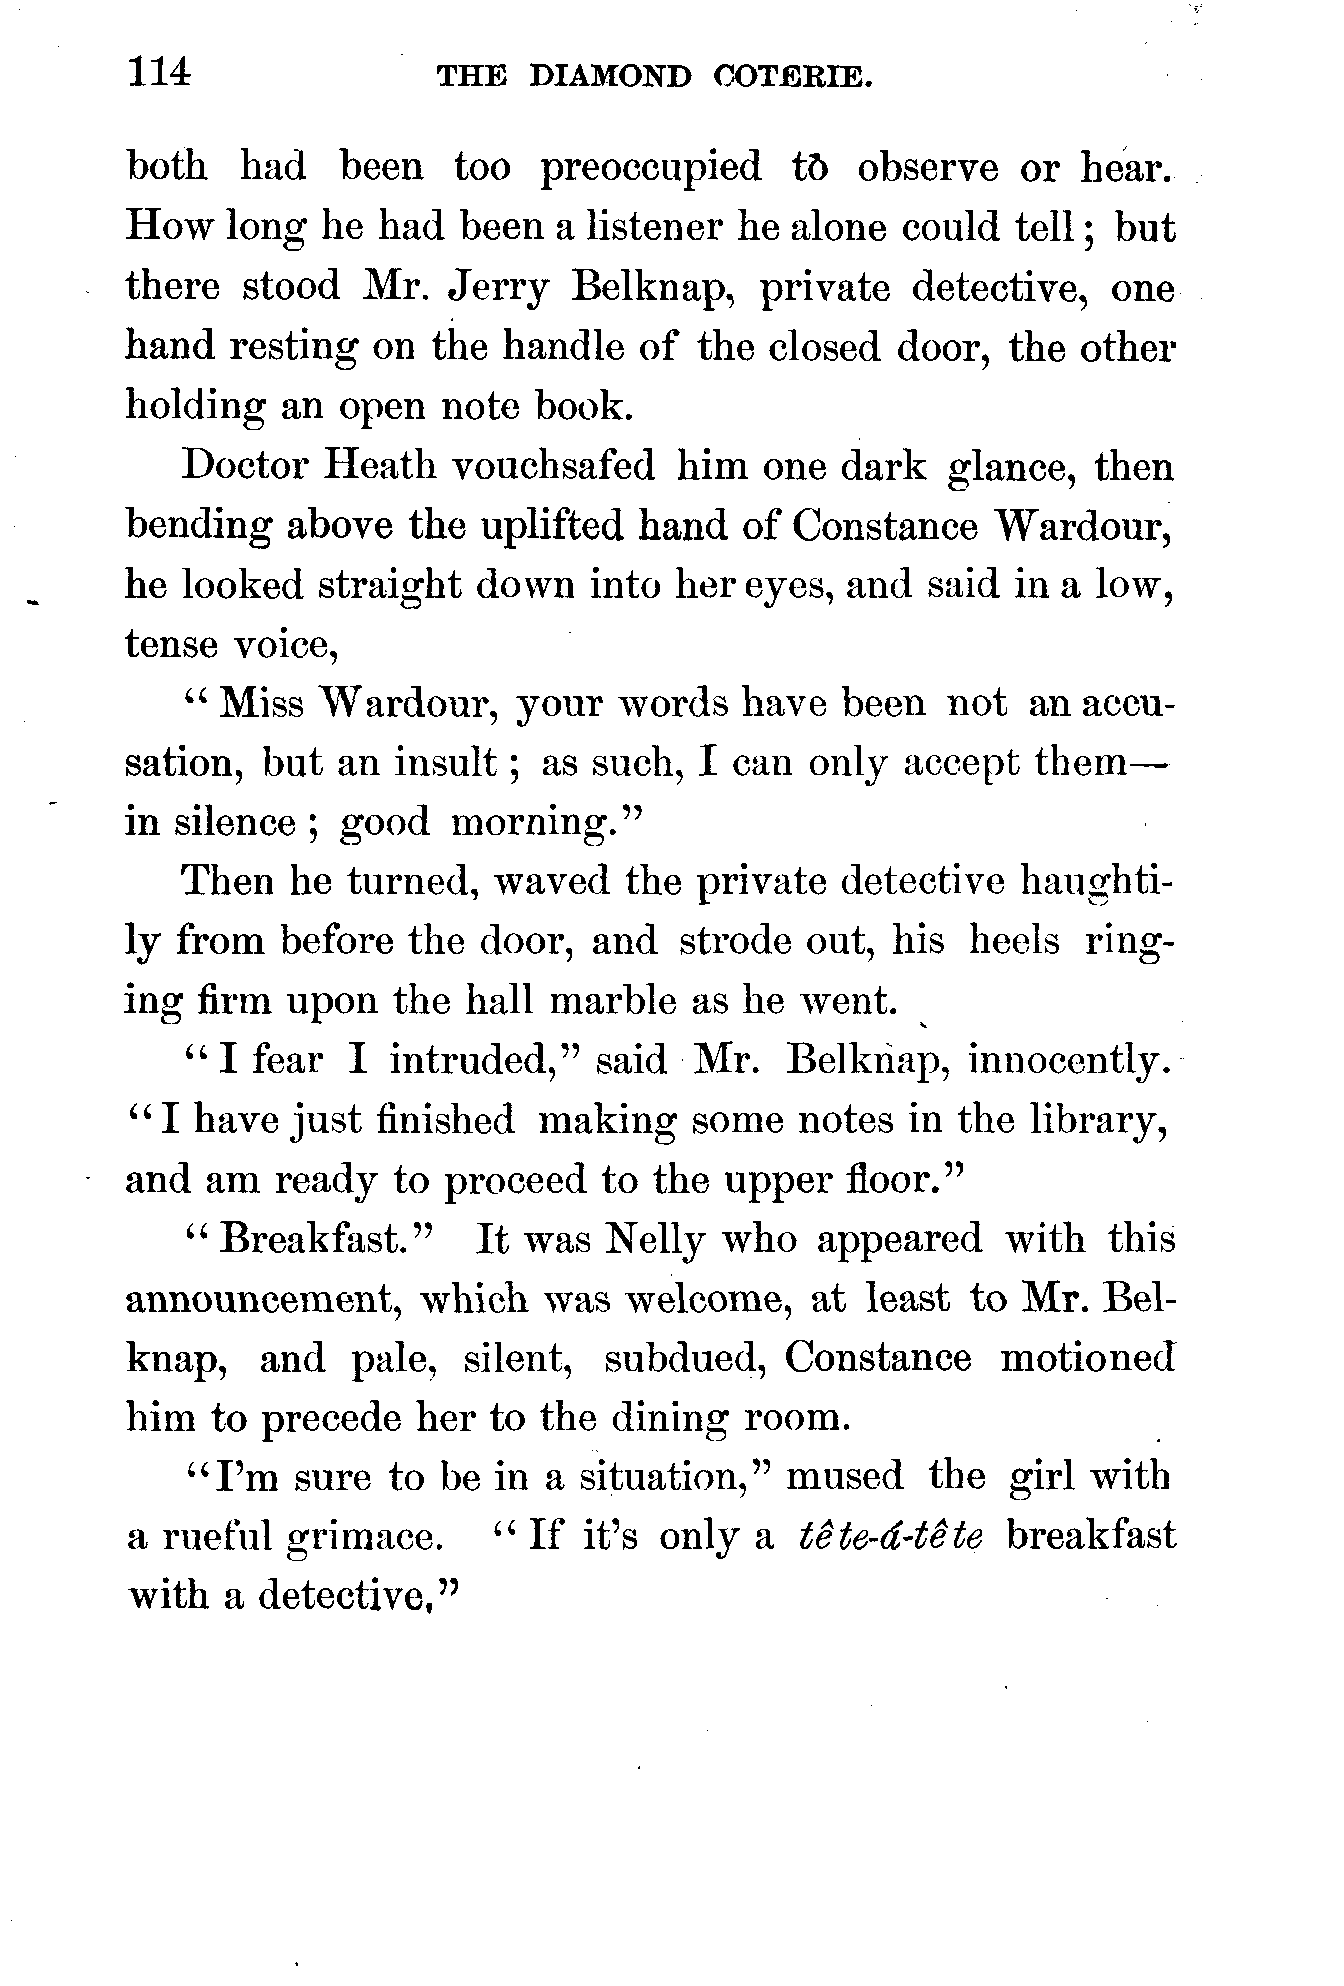 114 THE DIAMOND COTERIE.
both had been too preoccupied to observe or hear.
How long he had been a listener he alone could tell; but
there stood Mr. Jerry Belknap, private detective, one
hand resting on the handle of the closed door, the other
holding an open note book.
Doctor Heath vouchsafed him one dark glance, then
bending above the uplifted hand of Constance Wardour,
he looked straight down into her eyes, and said in a low,
tense voice,
“Miss Wardour, your words have been not an accu-
sation, but an insult; as such, I can only accept them—
in silence; good morning.”
Then he turned, waved the private detective haughti-
ly from before the door, and strode out, his heels ring-
ing firm upon the hall marble as he went.
“I fear I intruded,” said Mr. Belknap, innocently.
“I have just finished making some notes in the library,
and am ready to proceed to the upper floor.”
“Breakfast.” It was Nelly who appeared with this
announcement, which was welcome, at least to Mr. Bel-
knap, and pale, silent, subdued, Constance motioned
him to precede her to the dining room.
“I’m sure to be in a situation,” mused the girl with
a rueful grimace. “If it’s only a tête-á-tête breakfast
with a detective,”